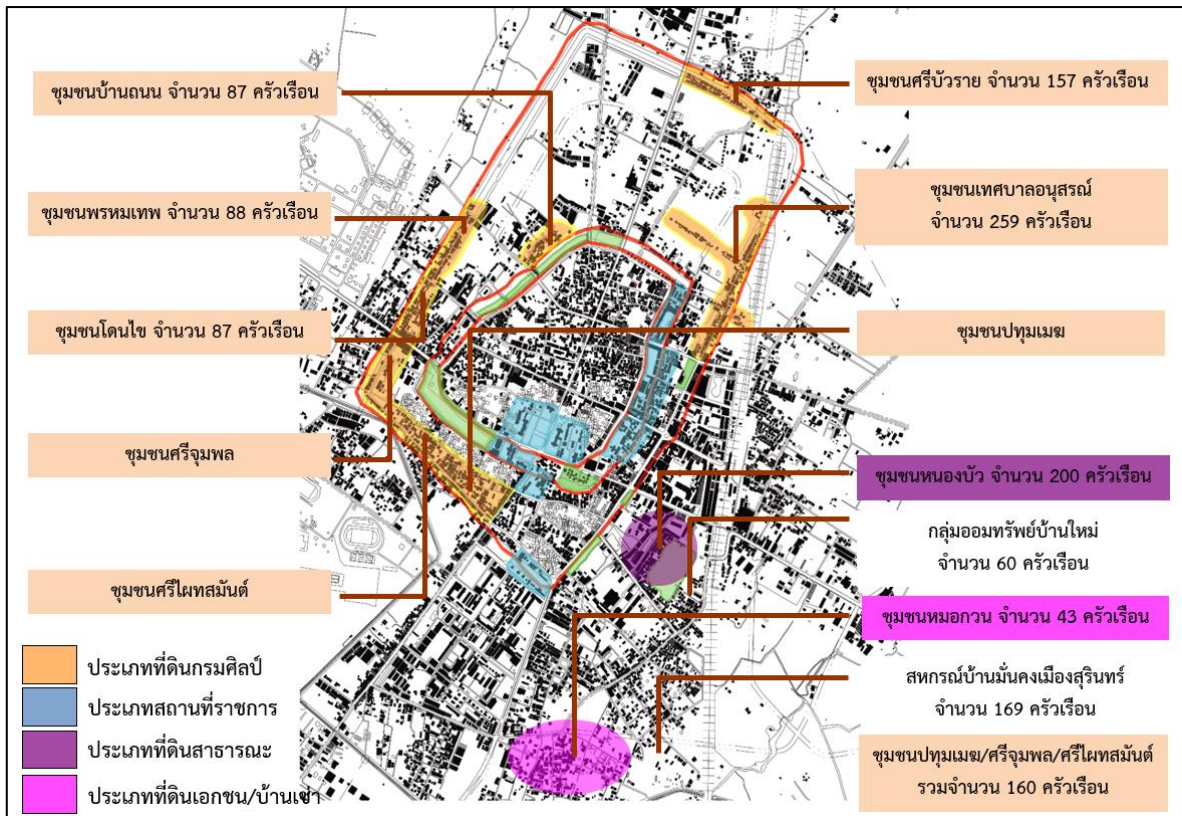 ชุมชนบ้านถนน จำนวน 87 ครัวเรือน
ชุมชนพรหมเทพ จำนวน 88 ครัวเรือน
ชุมชนโดนไข จำนวน 87 ครัวเรือน
ชุมชนศรีจุมพล
ชุมชนศรีไผทสมันต์
ประเภทที่ดินกรมศิลป์
ประเภทสถานที่ราชการ
ประเภทที่ดินสาธารณะ
ประเภทที่ดินเอกชน/บ้านเช่า
ชุมชนศรีบัวราย จำนวน 157 ครัวเรือน
ชุมชนเทศบาลอนุสรณ์
จำนวน 259 ครัวเรือน
ชุมชนปทุมเมฆ
ชุมชนหนองบัว จำนวน 200 ครัวเรือน
กลุ่มออมทรัพย์บ้านใหม่
จำนวน 60 ครัวเรือน
ชุมชนหมอกวน จำนวน 43 ครัวเรือน
สหกรณ์บ้านมั่นคงเมืองสุรินทร์
จำนวน 169 ครัวเรือน
ชุมชนปทุมเมฆ/ศรีจุมพล/ศรีไผทสมันต์
รวมจำนวน 160 ครัวเรือน